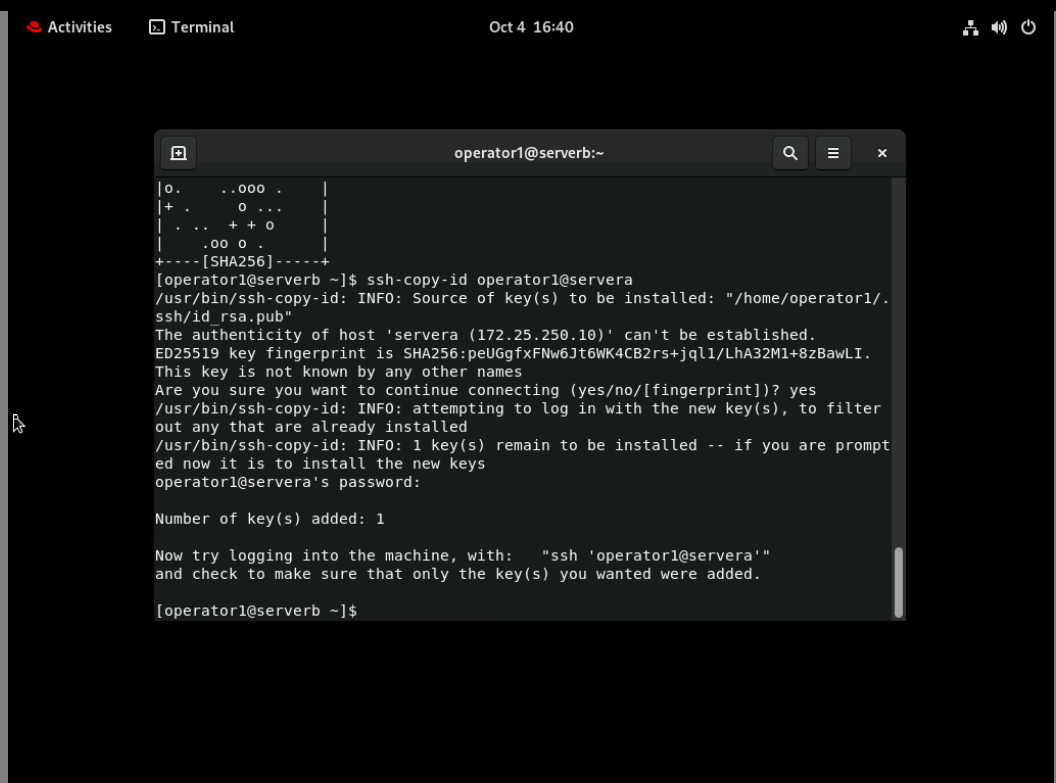 Activities Terminal Oct 4 16:40
operator1@serverb:~
|o.    ..ooo .    |
|+ .     o ...    |
| . ..  + + o     |
|    .oo o .      |
+----[SHA256]-----+
[operator1@serverb ~]$ ssh-copy-id operator1@servera
/usr/bin/ssh-copy-id: INFO: Source of key(s) to be installed: "/home/operator1/.
ssh/id_rsa.pub"
The authenticity of host 'servera (172.25.250.10)' can't be established.
ED25519 key fingerprint is SHA256:peUGgfxFNw6Jt6WK4CB2rs+jql1/LhA32M1+8zBawLI.
This key is not known by any other names
Are you sure you want to continue connecting (yes/no/[fingerprint])? yes
/usr/bin/ssh-copy-id: INFO: attempting to log in with the new key(s), to filter
out any that are already installed
/usr/bin/ssh-copy-id: INFO: 1 key(s) remain to be installed -- if you are prompt
ed now it is to install the new keys
operator1@servera's password:
Number of key(s) added: 1
Now try logging into the machine, with:   "ssh 'operator1@servera'"
and check to make sure that only the key(s) you wanted were added.
[operator1@serverb ~]$